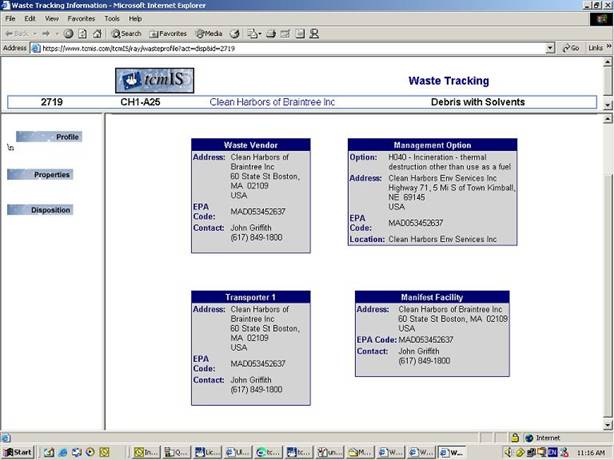 Waste Tracking Information - Microsoft Internet Explorer
File Edit View Favorites Tools Help
Back Search Favorites Media
Address https://www.tcmis.com/tcmIS/ray/wasteprofile?act=disp&id=2719 Go Links
tcmIS
Waste Tracking
2719 CH1-A25 Clean Harbors of Braintree Inc Debris with Solvents
Profile
\n
Properties
Disposition
Waste Vendor
Address: Clean Harbors of
Braintree Inc
60 State St Boston,
MA 02109
USA
EPA
Code: MAD053452637
Contact: John Griffith
(617) 849-1800
Management Option
Option: H040 - Incineration - thermal
destruction other than use as a fuel
Address: Clean Harbors Env Services Inc
Highway 71, 5 Mi S of Town Kimball,
NE 69145
USA
EPA
Code: MAD053452637
Location: Clean Harbors Env Services Inc
Transporter 1
Address: Clean Harbors of
Braintree Inc
60 State St Boston,
MA 02109
USA
EPA
Code: MAD053452637
Contact: John Griffith
(617) 849-1800
Manifest Facility
Address: Clean Harbors of Braintree Inc
60 State St Boston, MA 02109
USA
EPA Code: MAD053452637
Contact: John Griffith
(617) 849-1800
Internet
Start In... Q... Lic... Ul... tc... tc... un... M... W... W... W... W... EN 11:16 AM